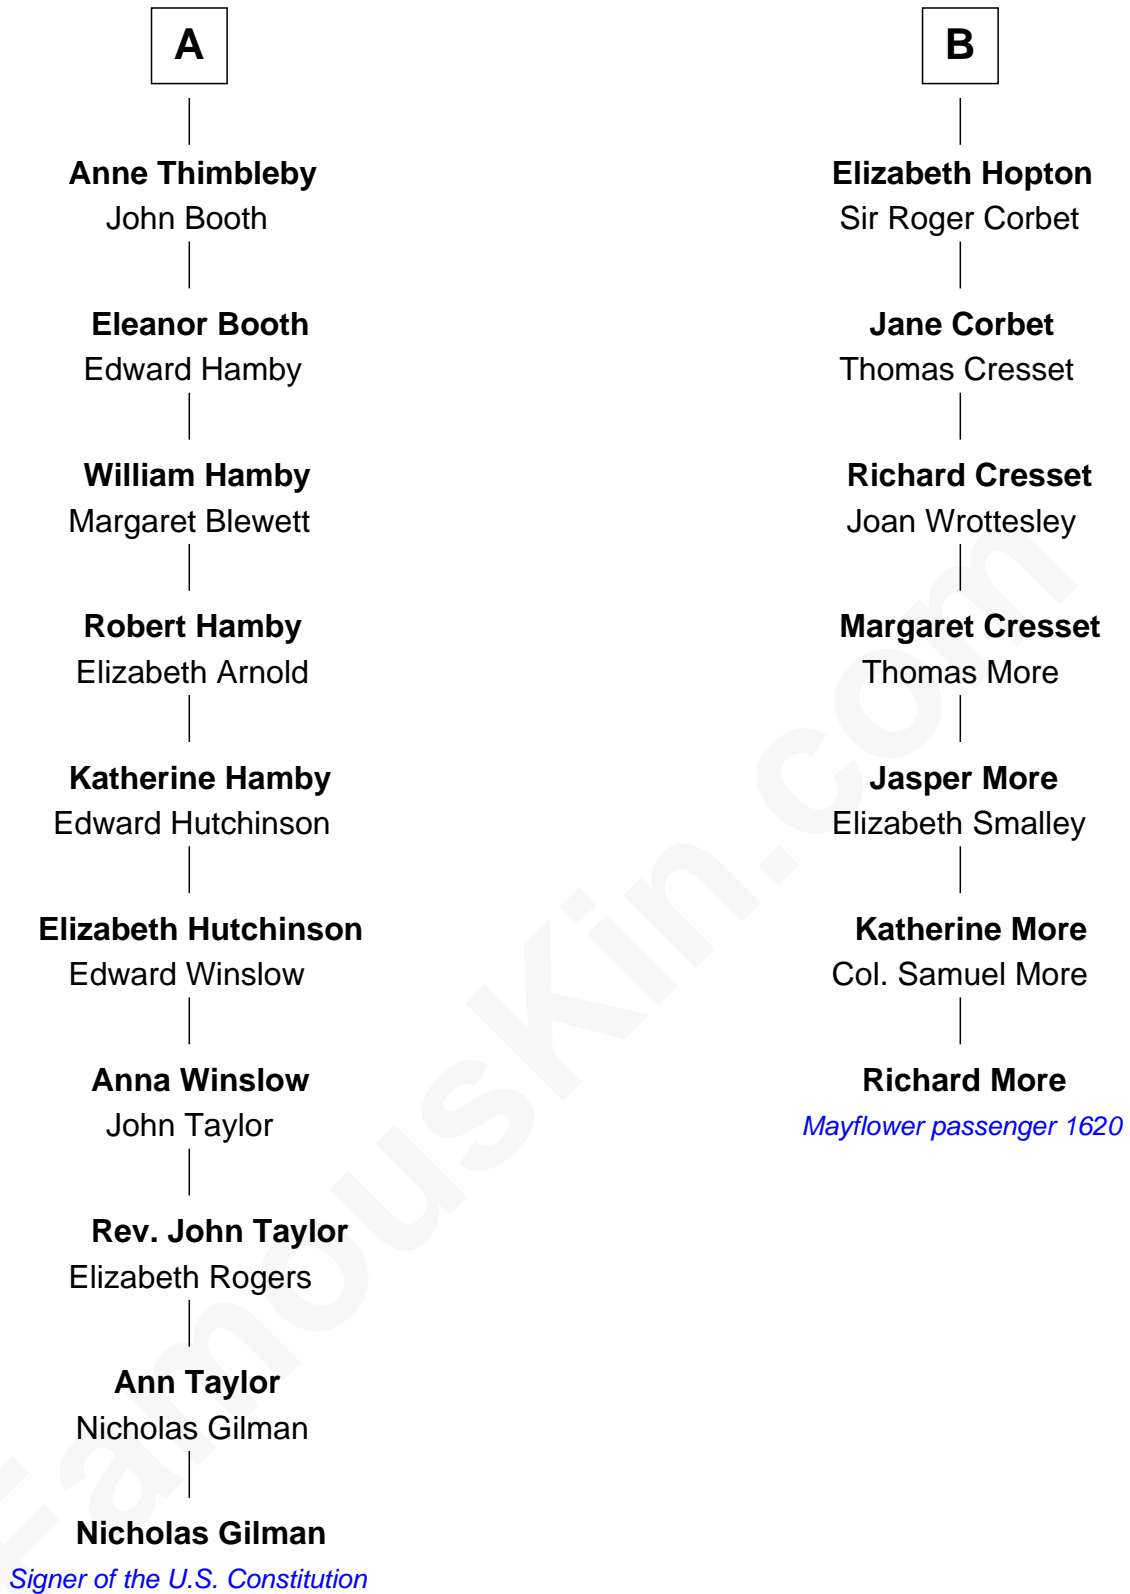 A
Anne Thimbleby
John Booth
Eleanor Booth
Edward Hamby
William Hamby
Margaret Blewett
Robert Hamby
Elizabeth Arnold
Katherine Hamby
Edward Hutchinson
Elizabeth Hutchinson
Edward Winslow
Anna Winslow
John Taylor
Rev. John Taylor
Elizabeth Rogers
Ann Taylor
Nicholas Gilman
Nicholas Gilman
Signer of the U.S. Constitution
B
Elizabeth Hopton
Sir Roger Corbet
Jane Corbet
Thomas Cresset
Richard Cresset
Joan Wrottesley
Margaret Cresset
Thomas More
Jasper More
Elizabeth Smalley
Katherine More
Col. Samuel More
Richard More
Mayflower passenger 1620
FamousKin.com